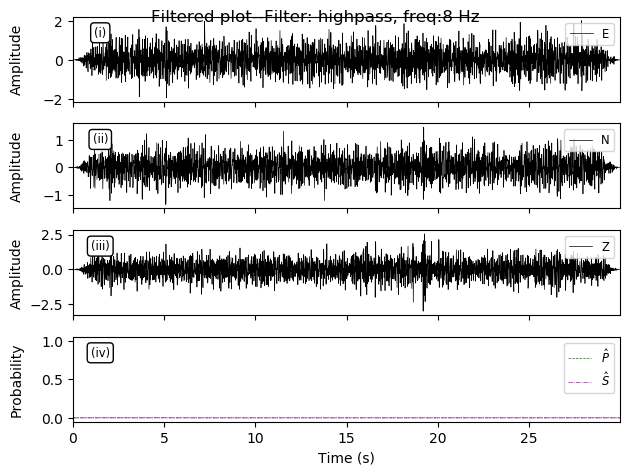 Filtered plot--Filter: highpass, freq:8 Hz
(i)
E
Amplitude
2
0
−2
(ii)
N
Amplitude
1
0
−1
(iii)
Z
Amplitude
2.5
0.0
−2.5
(iv)
P̂
Ŝ
Probability
1.0
0.5
0.0
0 5 10 15 20 25
Time (s)